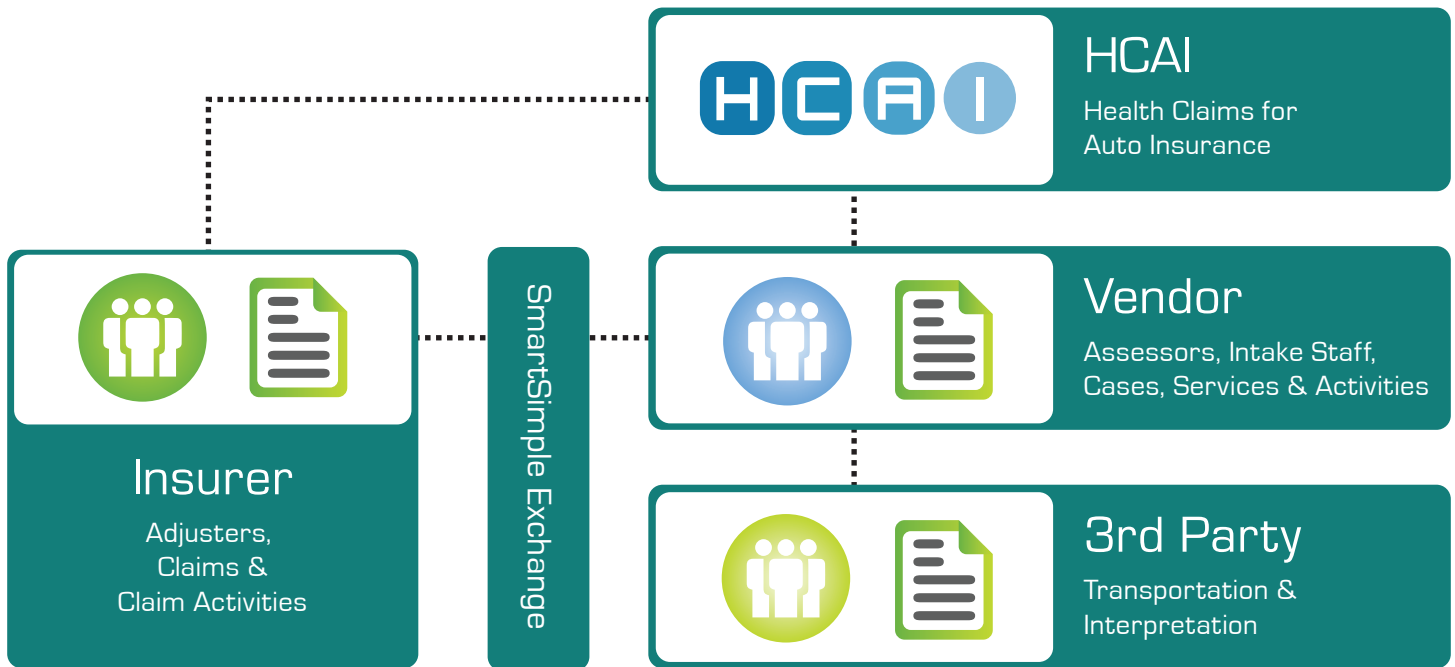 HCAI
HCAI
Health Claims for
Auto Insurance
Insurer
Adjusters,
Claims &
Claim Activities
SmartSimple Exchange
Vendor
Assessors, Intake Staff,
Cases, Services & Activities
3rd Party
Transportation &
Interpretation